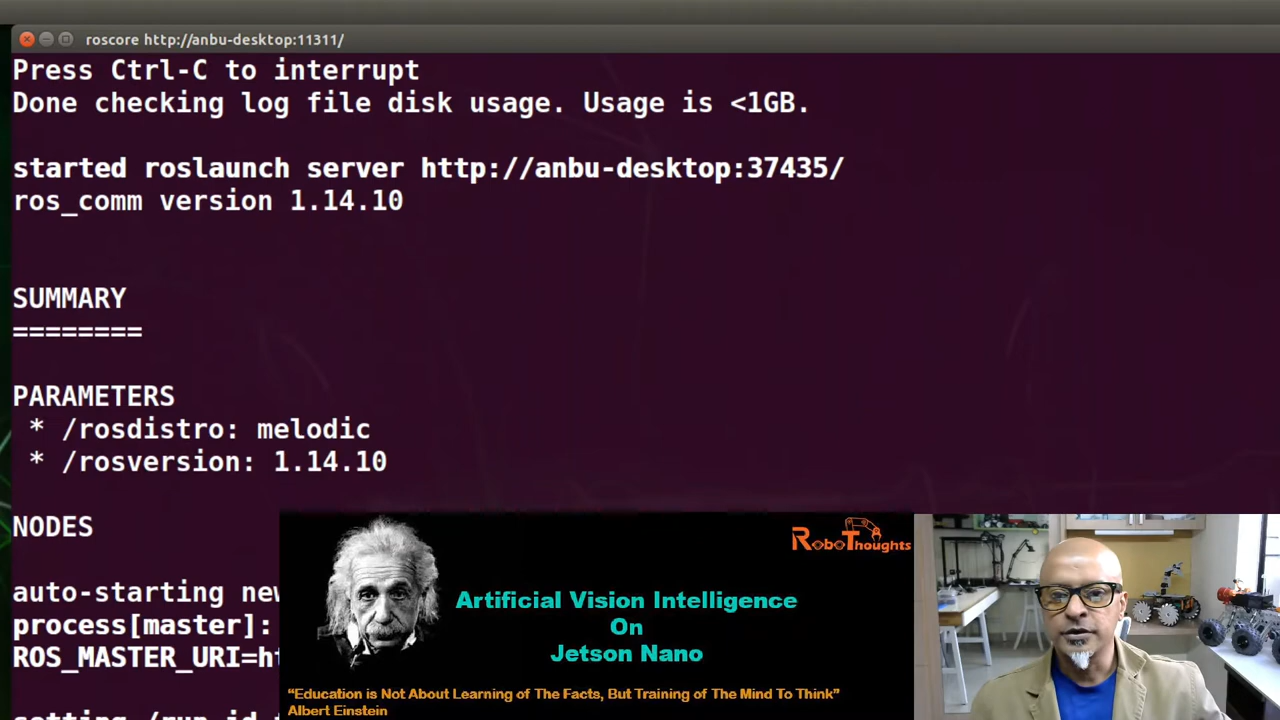 roscore http://anbu-desktop:11311/
Press Ctrl-C to interrupt
Done checking log file disk usage. Usage is <1GB.
started roslaunch server http://anbu-desktop:37435/
ros_comm version 1.14.10
SUMMARY
========
PARAMETERS
* /rosdistro: melodic
* /rosversion: 1.14.10
NODES
auto-starting new
process[master]:
ROS_MASTER_URI=ht
RoboThoughts
Artificial Vision Intelligence
On
Jetson Nano
“Education is Not About Learning of The Facts, But Training of The Mind To Think”
Albert Einstein